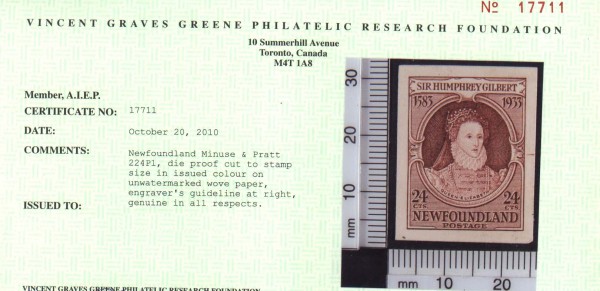 Nº 17711
VINCENT GRAVES GREENE PHILATELIC RESEARCH FOUNDATION
10 Summerhill Avenue
Toronto, Canada
M4T 1A8
Member, A.I.E.P.
CERTIFICATE NO: 17711
DATE: October 20, 2010
COMMENTS: Newfoundland Minuse & Pratt
224P1, die proof cut to stamp
size in issued colour on
unwatermarked wove paper,
engraver's guideline at right,
genuine in all respects.
ISSUED TO:
30
20
10
mm
SIR HUMPHREY GILBERT
1583 1933
QUEEN ELIZABETH
24 24
CTS CTS
NEWFOUNDLAND
POSTAGE
mm 10 20
VINCENT GRAVES GREENE PHILATELIC RESEARCH FOUNDATION